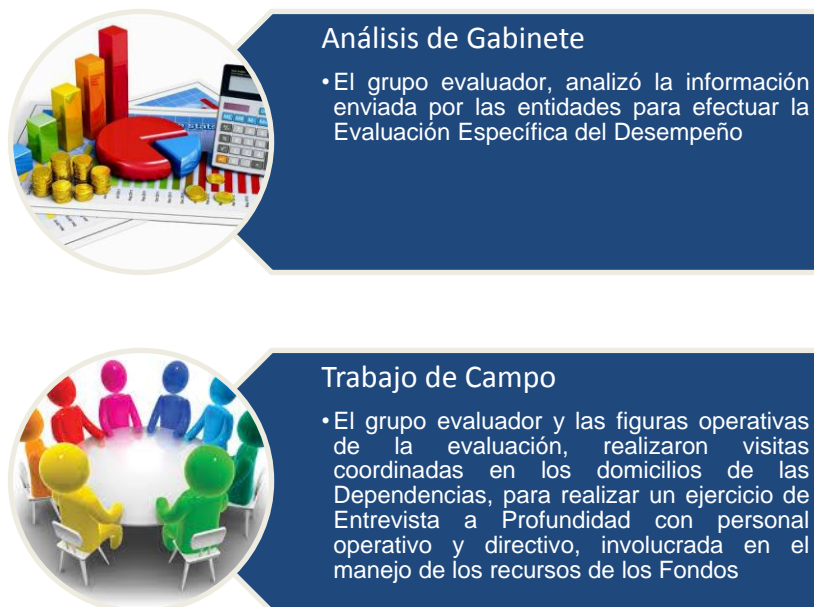 Análisis de Gabinete
•El grupo evaluador, analizó la información
enviada por las entidades para efectuar la
Evaluación Específica del Desempeño
Trabajo de Campo
•El grupo evaluador y las figuras operativas
de la evaluación, realizaron visitas
coordinadas en los domicilios de las
Dependencias, para realizar un ejercicio de
Entrevista a Profundidad con personal
operativo y directivo, involucrada en el
manejo de los recursos de los Fondos